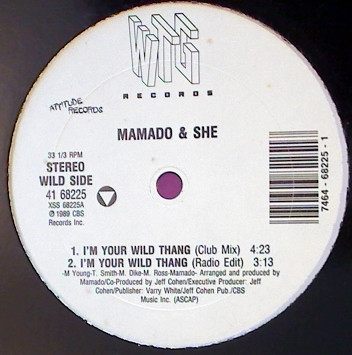 WTG
RECORDS
ATTITUDE
RECORDS
MAMADO & SHE
33 1/3 RPM
STEREO
WILD SIDE
41 68225
XSS 68225A
℗ 1989 CBS
Records Inc.
7464-68225-1
1. I'M YOUR WILD THANG (Club Mix) 4:23
2. I'M YOUR WILD THANG (Radio Edit) 3:13
-M Young-T. Smith-M. Dike-M. Ross-Mamado- Arranged and produced by
Mamado/Co-Produced by Jeff Cohen/Executive Producer: Jeff
Cohen/Publisher: Varry White/Jeff Cohen Pub./CBS
Music Inc. (ASCAP)